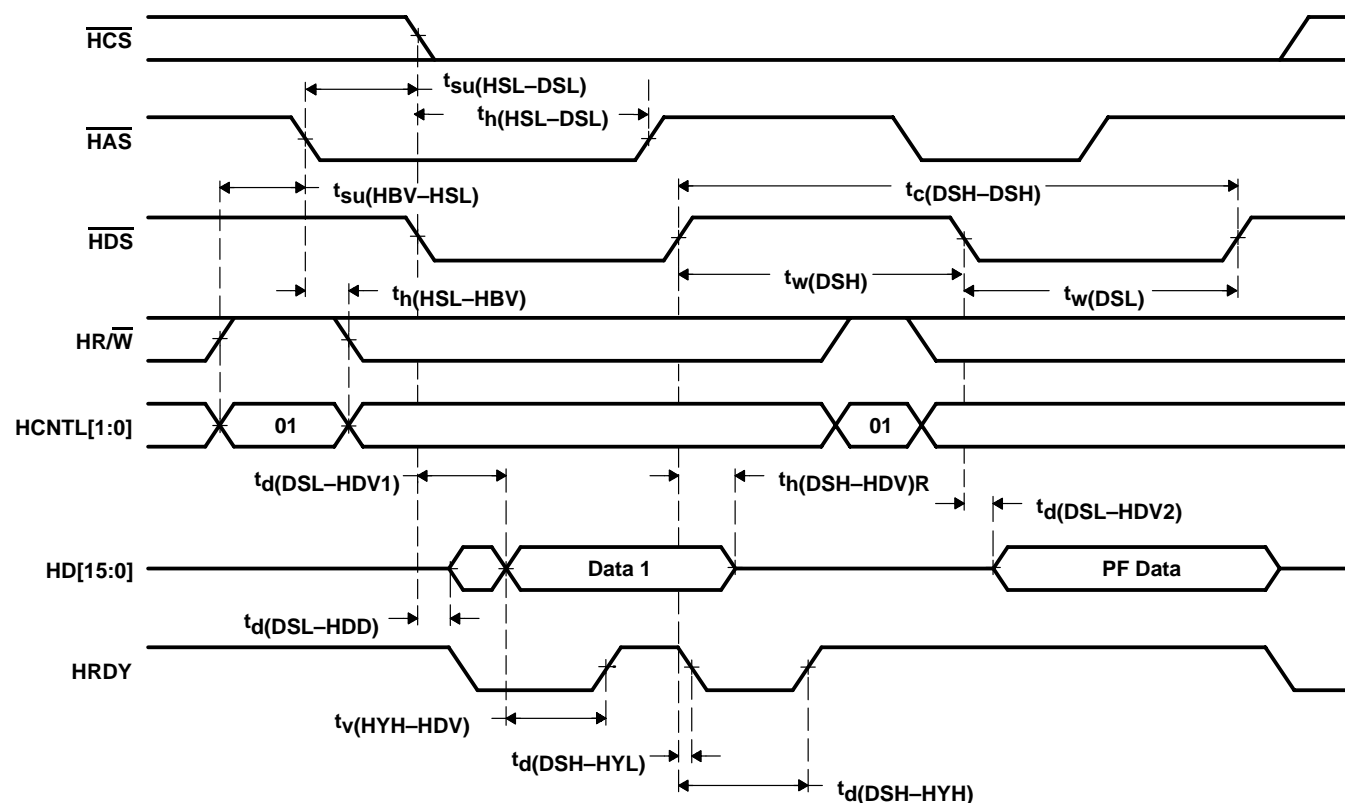 HCS
tsu(HSL–DSL)
th(HSL–DSL)
HAS
tsu(HBV–HSL)
tc(DSH–DSH)
HDS
th(HSL–HBV)
tw(DSH)
tw(DSL)
HR/W
HCNTL[1:0]
01
01
td(DSL–HDV1)
th(DSH–HDV)R
td(DSL–HDV2)
HD[15:0]
Data 1
PF Data
td(DSL–HDD)
HRDY
tv(HYH–HDV)
td(DSH–HYL)
td(DSH–HYH)